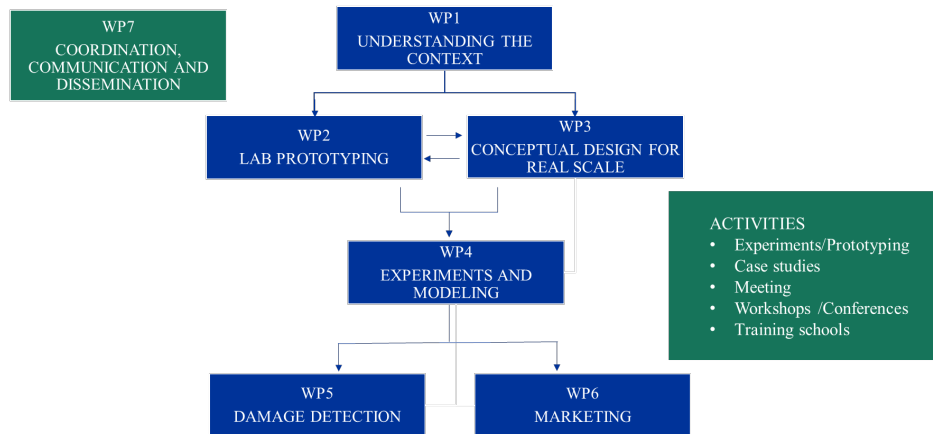 WP7
COORDINATION,
COMMUNICATION AND
DISSEMINATION
WP1
UNDERSTANDING THE
CONTEXT
WP2
LAB PROTOTYPING
WP3
CONCEPTUAL DESIGN FOR
REAL SCALE
WP4
EXPERIMENTS AND
MODELING
ACTIVITIES
• Experiments/Prototyping
• Case studies
• Meeting
• Workshops /Conferences
• Training schools
WP5
DAMAGE DETECTION
WP6
MARKETING